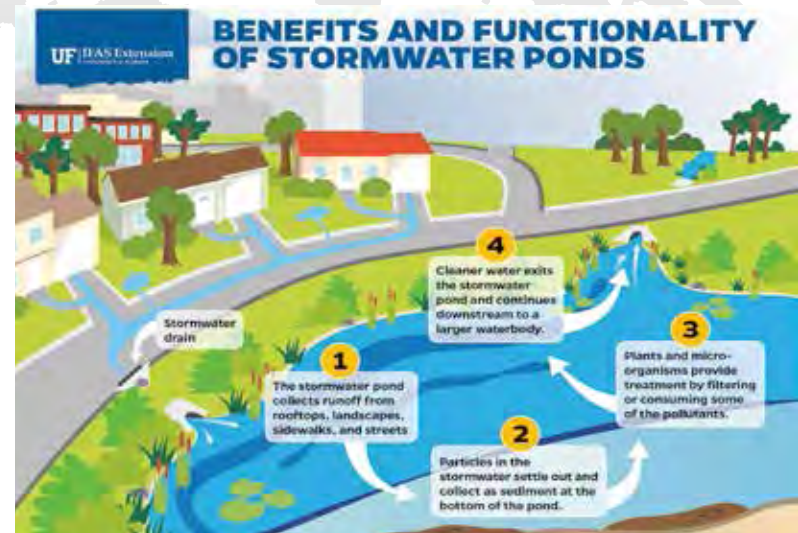 UF IFAS Extension
BENEFITS AND FUNCTIONALITY
OF STORMWATER PONDS
4
Cleaner water exits
the stormwater
pond and continues
downstream to a
larger waterbody.
Stormwater
drain
3
Plants and micro-
organisms provide
treatment by filtering
or consuming some
of the pollutants.
1
The stormwater pond
collects runoff from
rooftops, landscapes,
sidewalks, and streets
2
Particles in the
stormwater settle out and
collect as sediment at the
bottom of the pond.